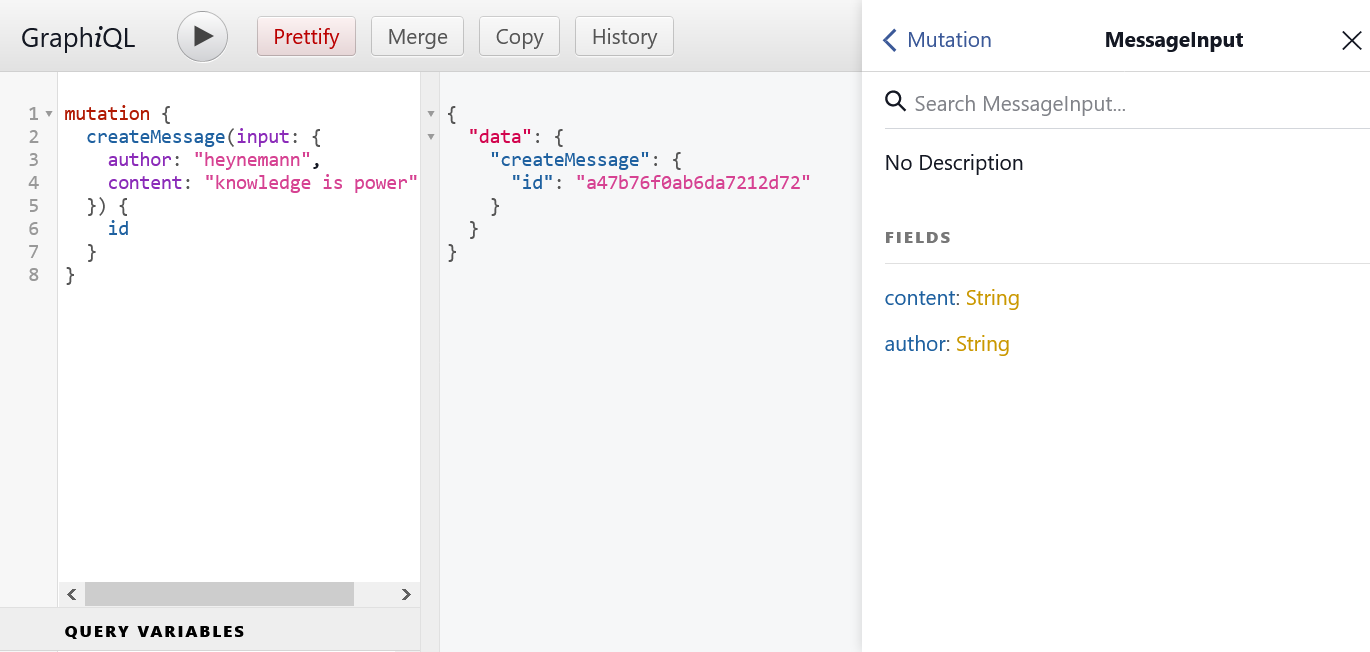 GraphiQL
Prettify
Merge
Copy
History
1 mutation {
2 createMessage(input: {
3 author: "heynemann",
4 content: "knowledge is power"
5 }) {
6 id
7 }
8 }
QUERY VARIABLES
{
"data": {
"createMessage": {
"id": "a47b76f0ab6da7212d72"
}
}
}
Mutation
MessageInput
Search MessageInput...
No Description
FIELDS
content: String
author: String